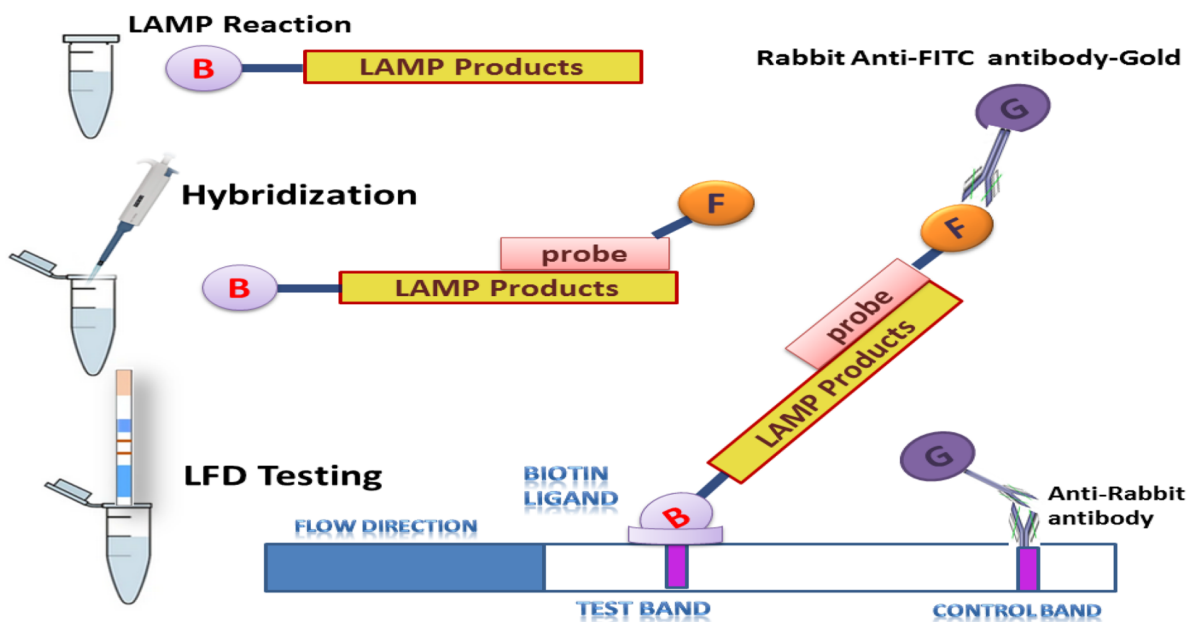 LAMP Reaction
B
LAMP Products
Rabbit Anti-FITC antibody-Gold
G
Hybridization
F
probe
B
LAMP Products
F
probe
LAMP Products
LFD Testing
BIOTIN
LIGAND
B
G
Anti-Rabbit
antibody
FLOW DIRECTION
TEST BAND
CONTROL BAND